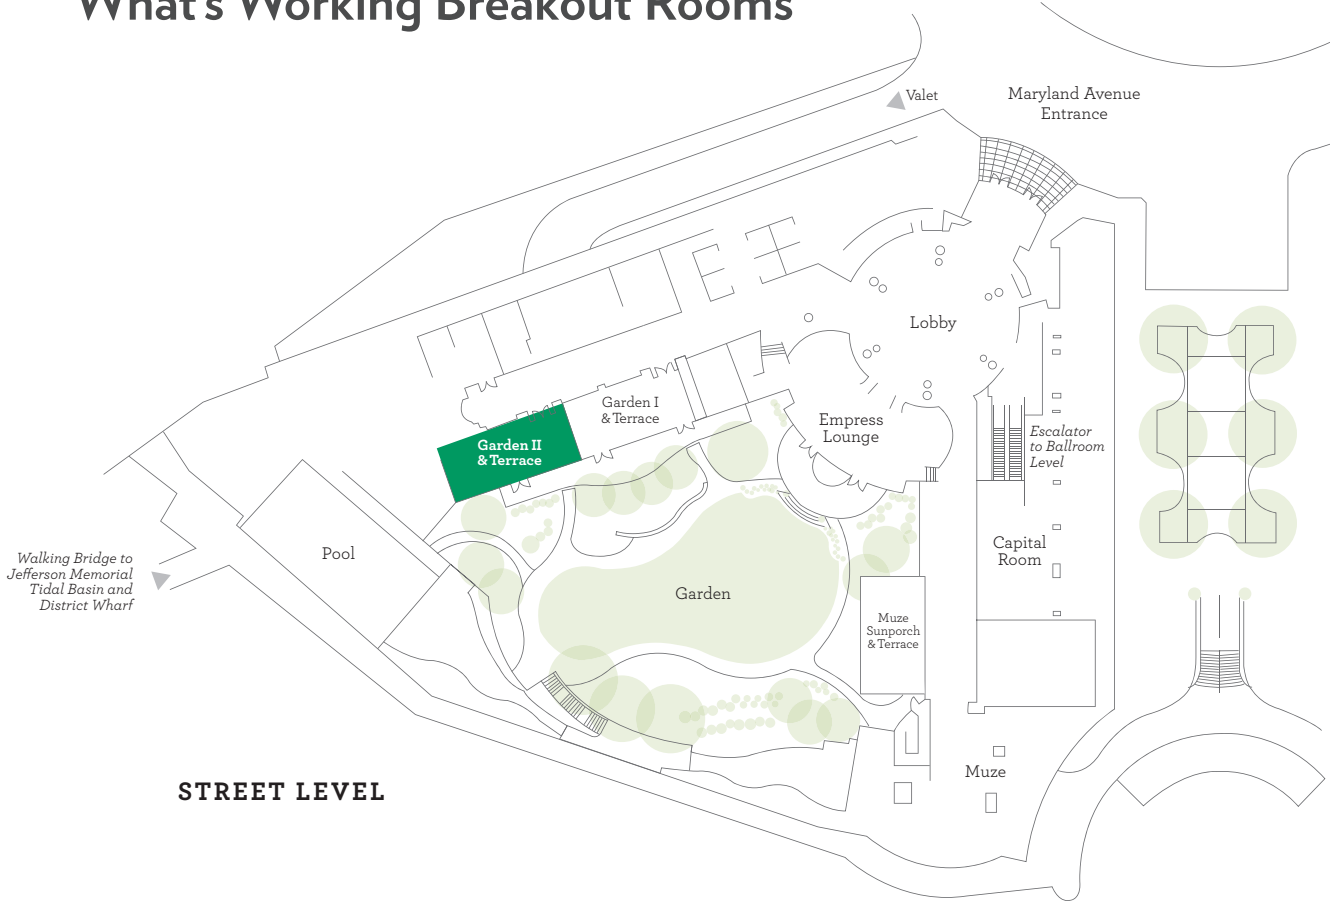 What's Working Breakout Rooms
Valet
Maryland Avenue
Entrance
Lobby
Garden I
& Terrace
Empress
Lounge
Garden II
& Terrace
Escalator
to Ballroom
Level
Pool
Capital
Room
Walking Bridge to
Jefferson Memorial
Tidal Basin and
District Wharf
Garden
Muze
Sunporch
& Terrace
Muze
STREET LEVEL